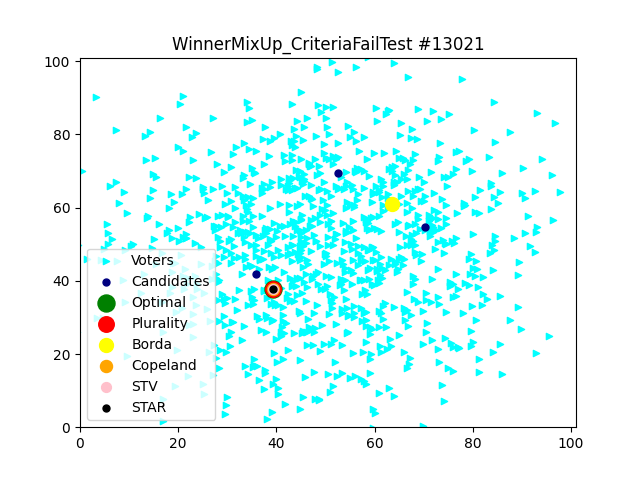 WinnerMixUp_CriteriaFailTest #13021
100
80
60
40
20
0
Voters
Candidates
Optimal
Plurality
Borda
Copeland
STV
STAR
0 20 40 60 80 100